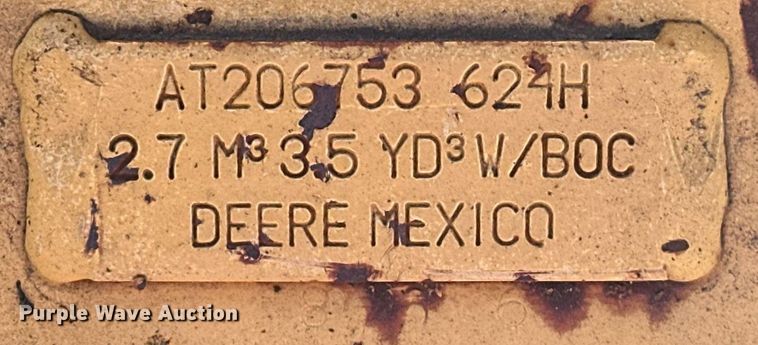 AT206753 624H
2.7 M³ 3.5 YD³ W/BOC
DEERE MEXICO
Purple Wave Auction